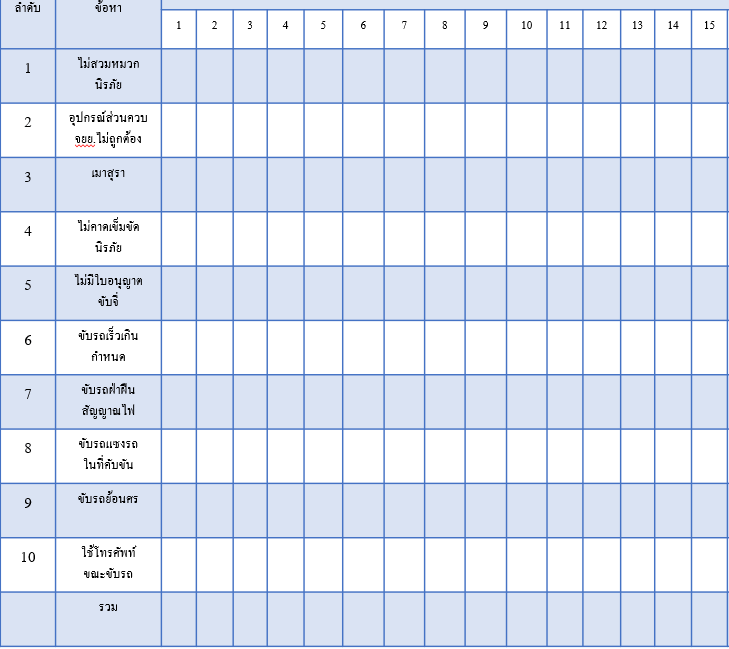 ลำดับ ข้อหา
1 2 3 4 5 6 7 8 9 10 11 12 13 14 15
1 ไม่สวมหมวก
นิรภัย
2 อุปกรณ์ส่วนควบ
จยย.ไม่ถูกต้อง
3 เมาสุรา
4 ไม่คาดเข็มขัด
นิรภัย
5 ไม่มีใบอนุญาต
ขับขี่
6 ขับรถเร็วเกิน
กำหนด
7 ขับรถฝ่าฝืน
สัญญาณไฟ
8 ขับรถแซงรถ
ในที่คับขัน
9 ขับรถย้อนศร
10 ใช้โทรศัพท์
ขณะขับรถ
รวม